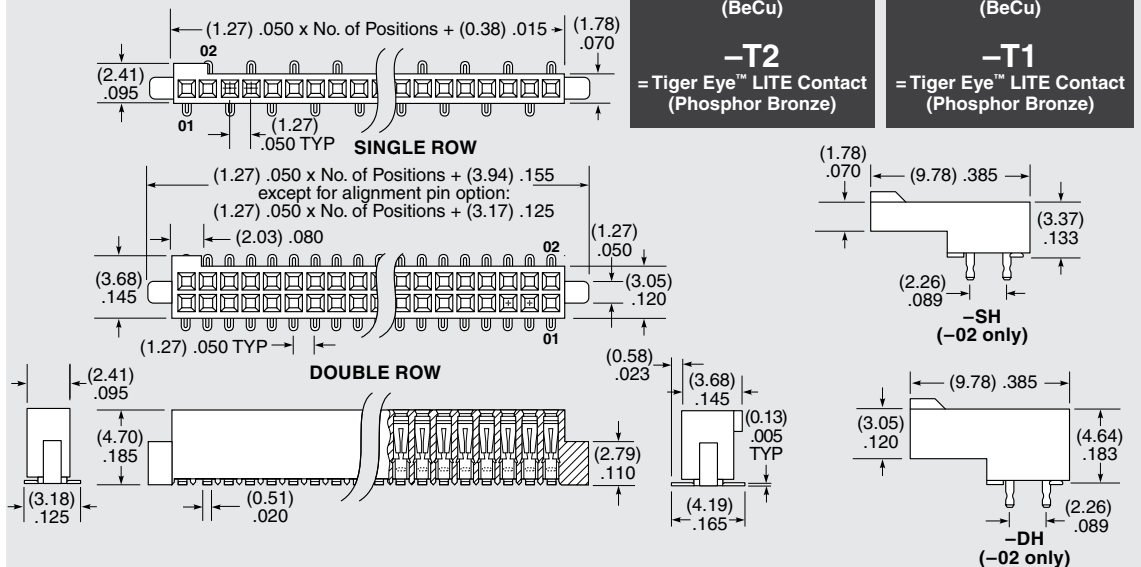 (BeCu)
–T2
= Tiger Eye™ LITE Contact
(Phosphor Bronze)
(BeCu)
–T1
= Tiger Eye™ LITE Contact
(Phosphor Bronze)
(1.27) .050 x No. of Positions + (0.38) .015
(1.78)
.070
02
(2.41)
.095
01
(1.27)
.050 TYP
SINGLE ROW
(1.27) .050 x No. of Positions + (3.94) .155
except for alignment pin option:
(1.27) .050 x No. of Positions + (3.17) .125
(2.03) .080
02
(1.27)
.050
(3.68)
.145
(3.05)
.120
01
(1.27) .050 TYP
DOUBLE ROW
(1.78)
.070
(9.78) .385
(3.37)
.133
(2.26)
.089
–SH
(–02 only)
(2.41)
.095
(4.70)
.185
(3.18)
.125
(0.51)
.020
(2.79)
.110
(0.58)
.023
(3.68)
.145
(0.13)
.005
TYP
(4.19)
.165
(9.78) .385
(3.05)
.120
(4.64)
.183
(2.26)
.089
–DH
(–02 only)